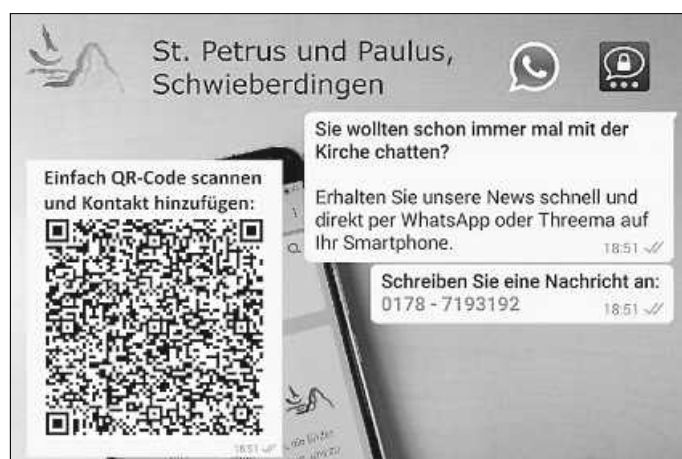 St. Petrus und Paulus,
Schwieberdingen
Sie wollten schon immer mal mit der
Kirche chatten?
Erhalten Sie unsere News schnell und
direkt per WhatsApp oder Threema auf
Ihr Smartphone.
18:51
Schreiben Sie eine Nachricht an:
0178 - 7193192
18:51
Einfach QR-Code scannen
und Kontakt hinzufügen:
18:51